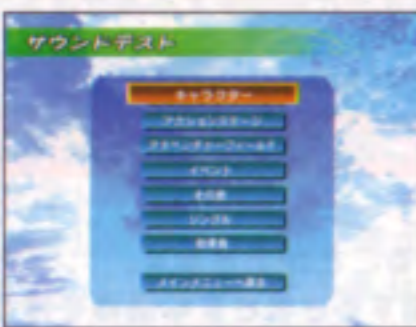 サウンドテスト
キャラクター
アクションステージ
アドベンチャーフィールド
イベント
その他
ジングル
効果音
メインメニューへ戻る